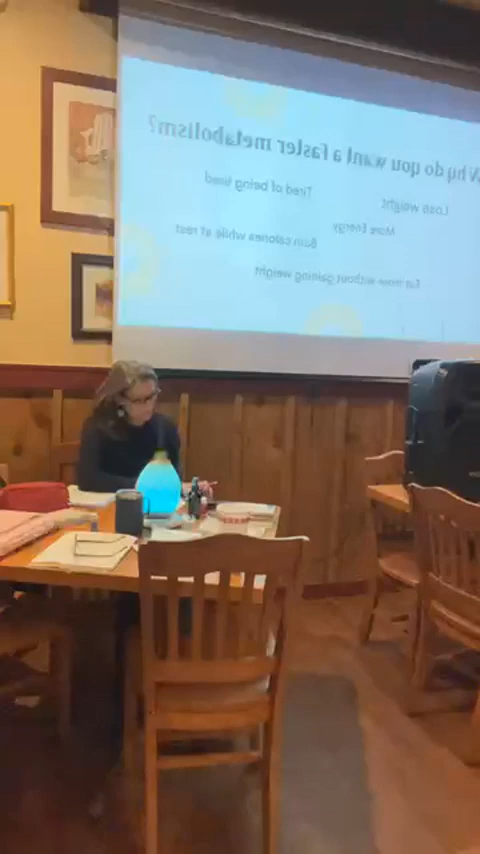 Why do you want a faster metabolism?
Lose weight
Tired of being tired
More Energy
Burn calories while at rest
Eat more without gaining weight